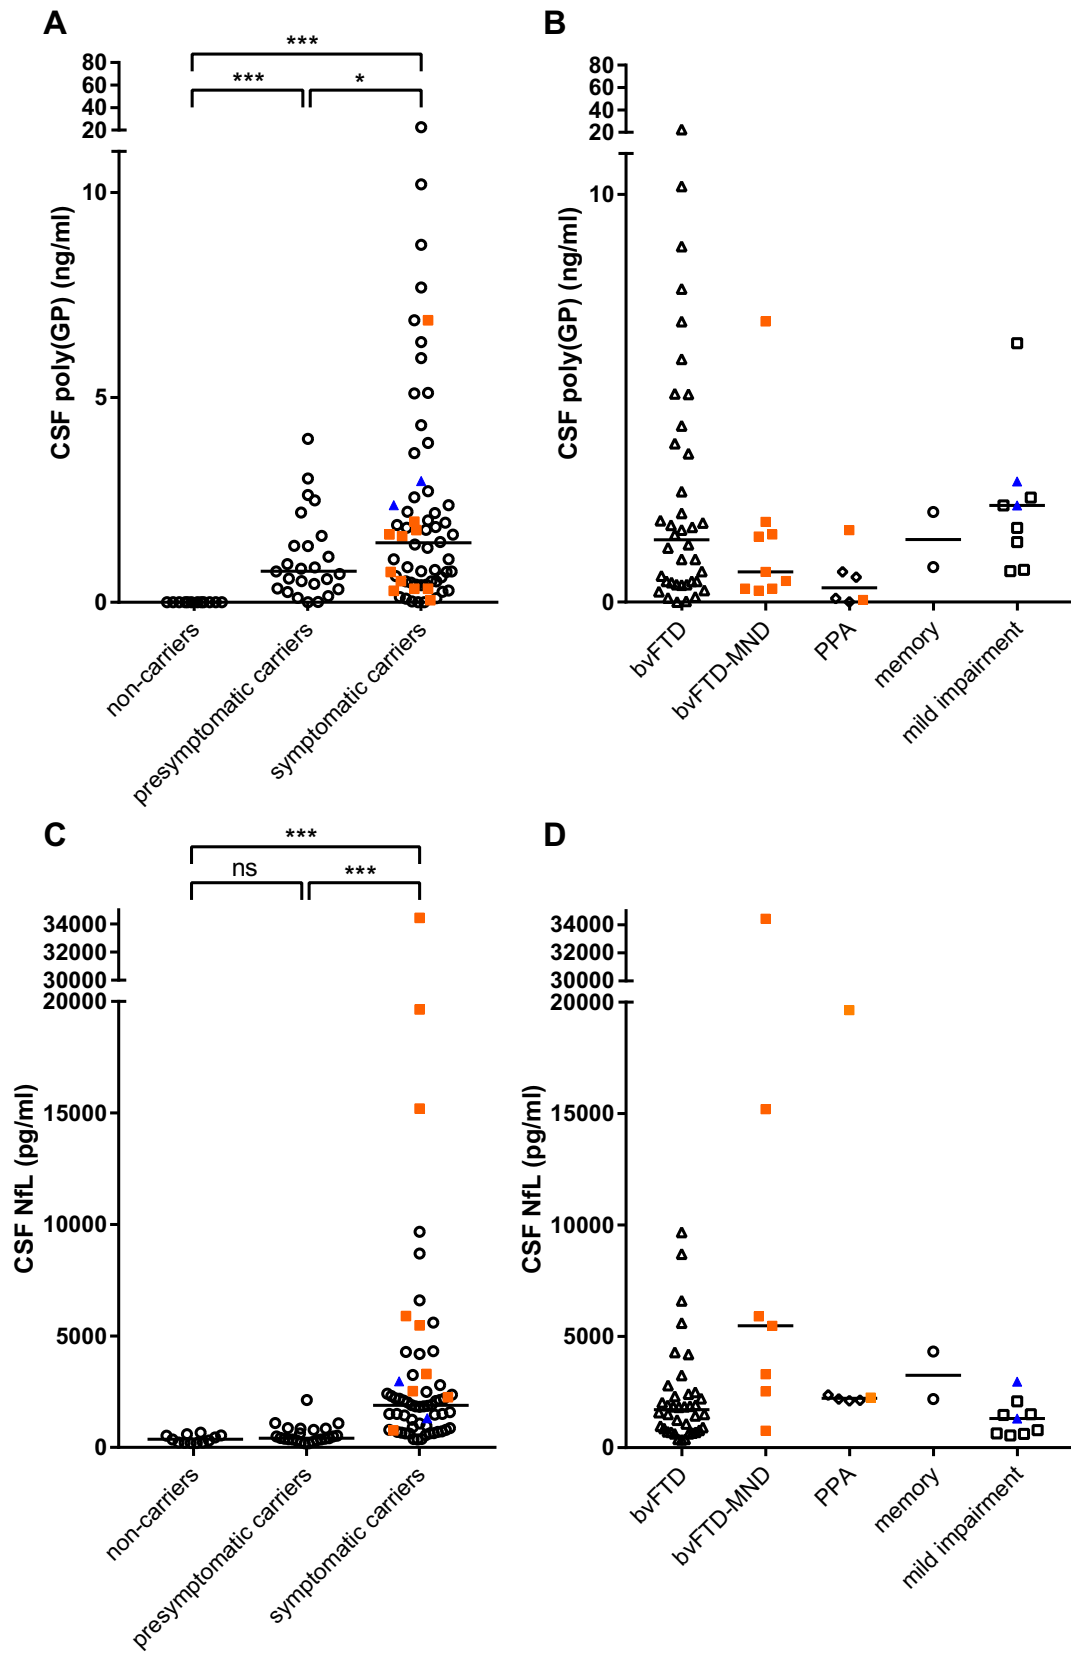 A
B
***
***
*
80
60
40
20
10
5
0
CSF poly(GP) (ng/ml)
non-carriers
presymptomatic carriers
symptomatic carriers
80
60
40
20
10
0
CSF poly(GP) (ng/ml)
bvFTD
bvFTD-MND
PPA
memory
mild impairment
C
D
***
ns
***
34000
32000
30000
20000
15000
10000
5000
0
CSF NfL (pg/ml)
non-carriers
presymptomatic carriers
symptomatic carriers
34000
32000
30000
20000
15000
10000
5000
0
CSF NfL (pg/ml)
bvFTD
bvFTD-MND
PPA
memory
mild impairment